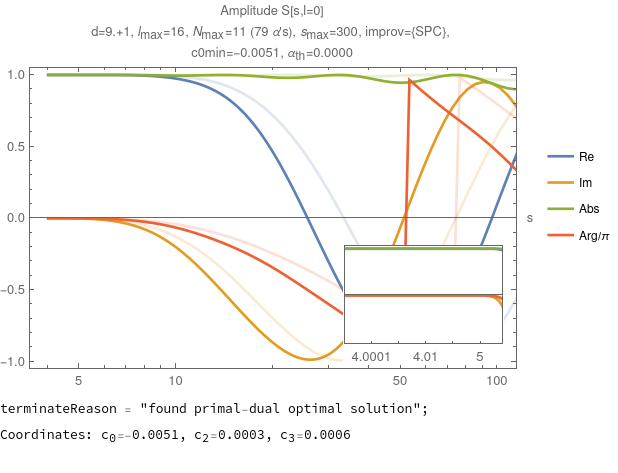 Amplitude S[s,l=0]
d=9.+1, lmax=16, Nmax=11 (79 α's), smax=300, improv={SPC},
c0min=−0.0051, αth=0.0000
1.0
0.5
0.0
−0.5
−1.0
s
Re
Im
Abs
Arg/π
4.0001 4.01 5
5 10 50 100
terminateReason = "found primal-dual optimal solution";
Coordinates: c0=-0.0051, c2=0.0003, c3=0.0006